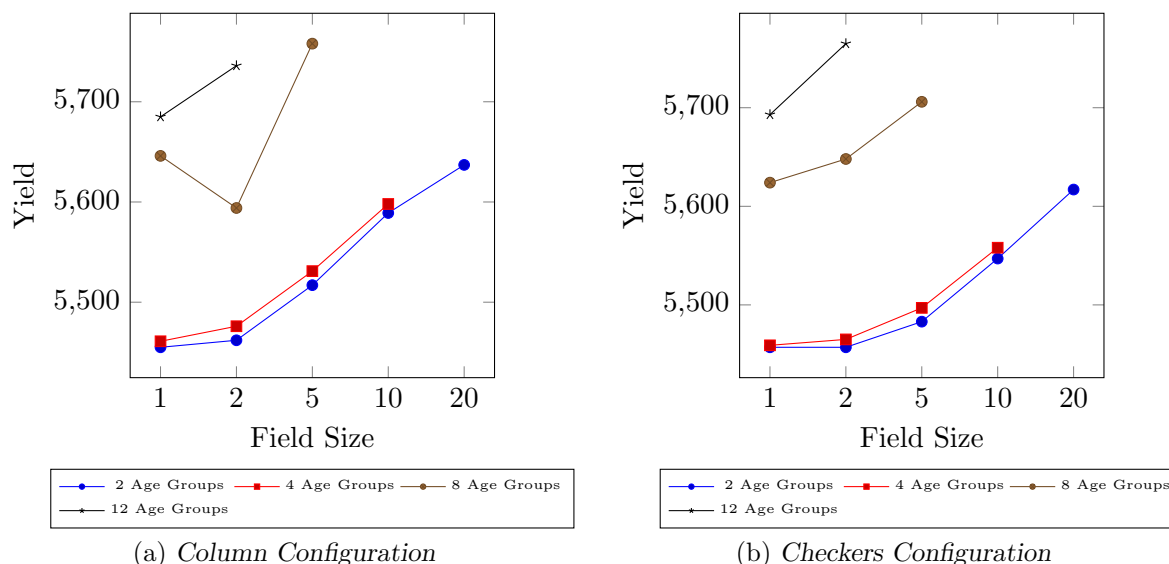 5,700
5,600
5,500
Yield
1 2 5 10 20
Field Size
2 Age Groups 4 Age Groups 8 Age Groups
12 Age Groups
(a) Column Configuration
5,700
5,600
5,500
Yield
1 2 5 10 20
Field Size
2 Age Groups 4 Age Groups 8 Age Groups
12 Age Groups
(b) Checkers Configuration